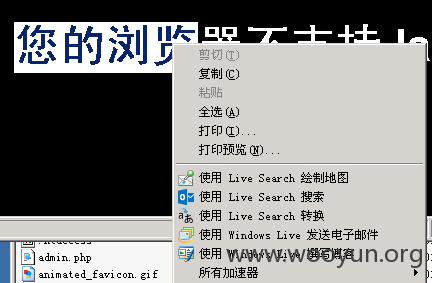 您的浏览器不支持 Ja
剪切(T)
复制(C)
粘贴
全选(A)
打印(I)...
打印预览(N)...
使用 Live Search 绘制地图
使用 Live Search 搜索
使用 Live Search 转换
使用 Windows Live 发送电子邮件
使用 Windows Live 撰写博客
所有加速器
admin.php
animated_favicon.gif
www.wooyun.org